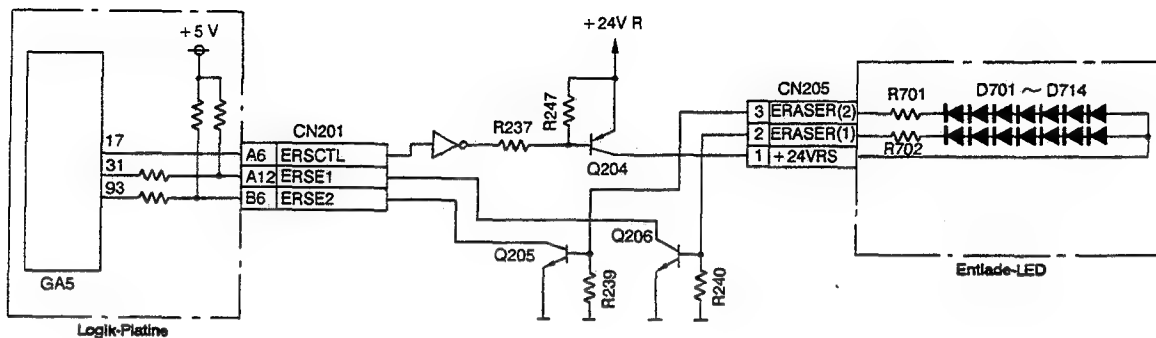 +5 V
17
31
93
GA5
Logik-Platine
CN201
A6 ERSCTL
A12 ERSE1
B6 ERSE2
R237
R247
+24V R
Q204
Q205
R239
Q206
R240
CN205
3 ERASER(2)
2 ERASER(1)
1 +24VRS
R701
R702
D701 ~ D714
Entlade-LED